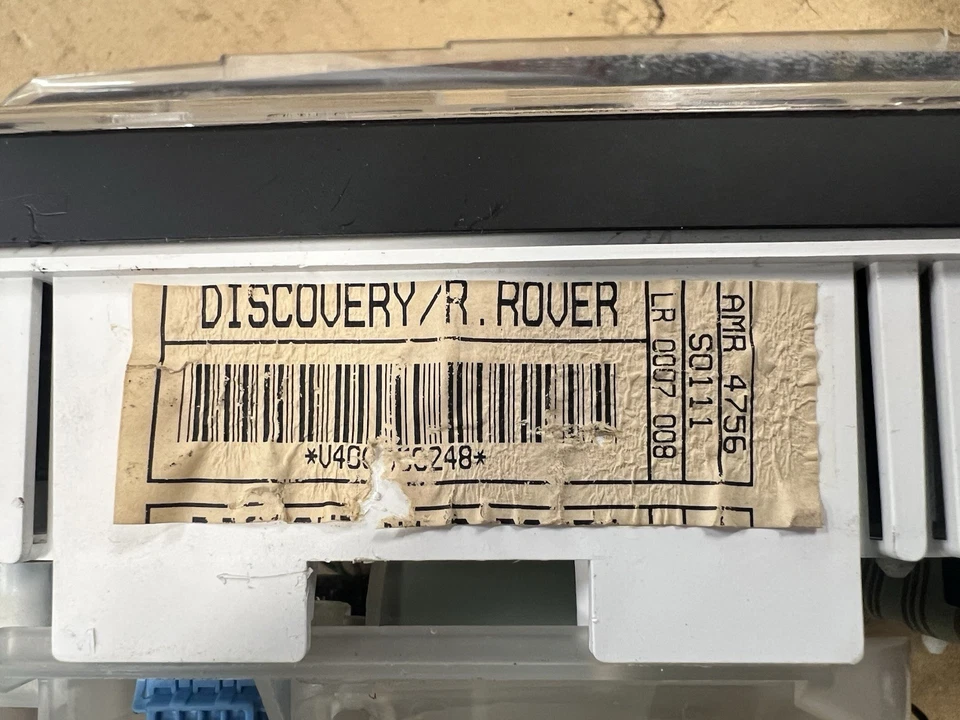 DISCOVERY/R.ROVER
LR 0007 008
S0111
AMR 4756